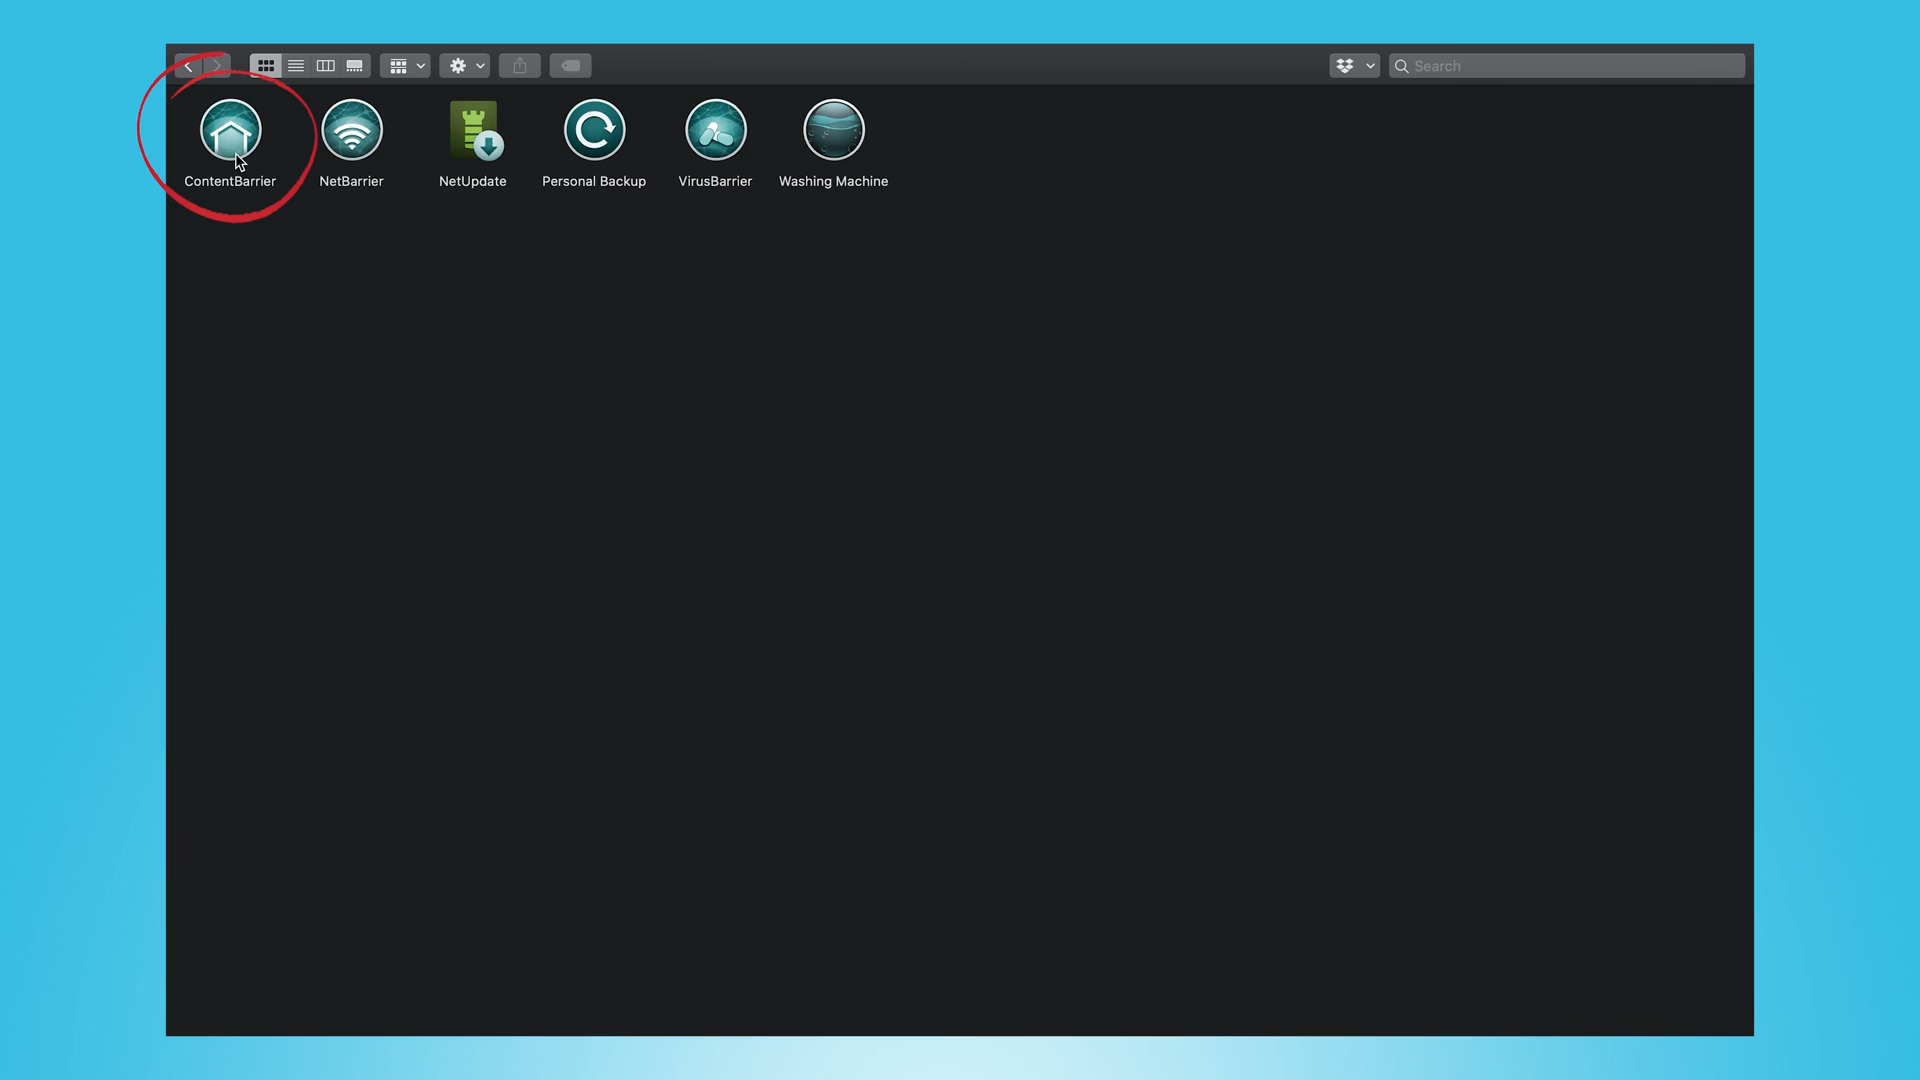 Search
ContentBarrier
NetBarrier
NetUpdate
Personal Backup
VirusBarrier
Washing Machine